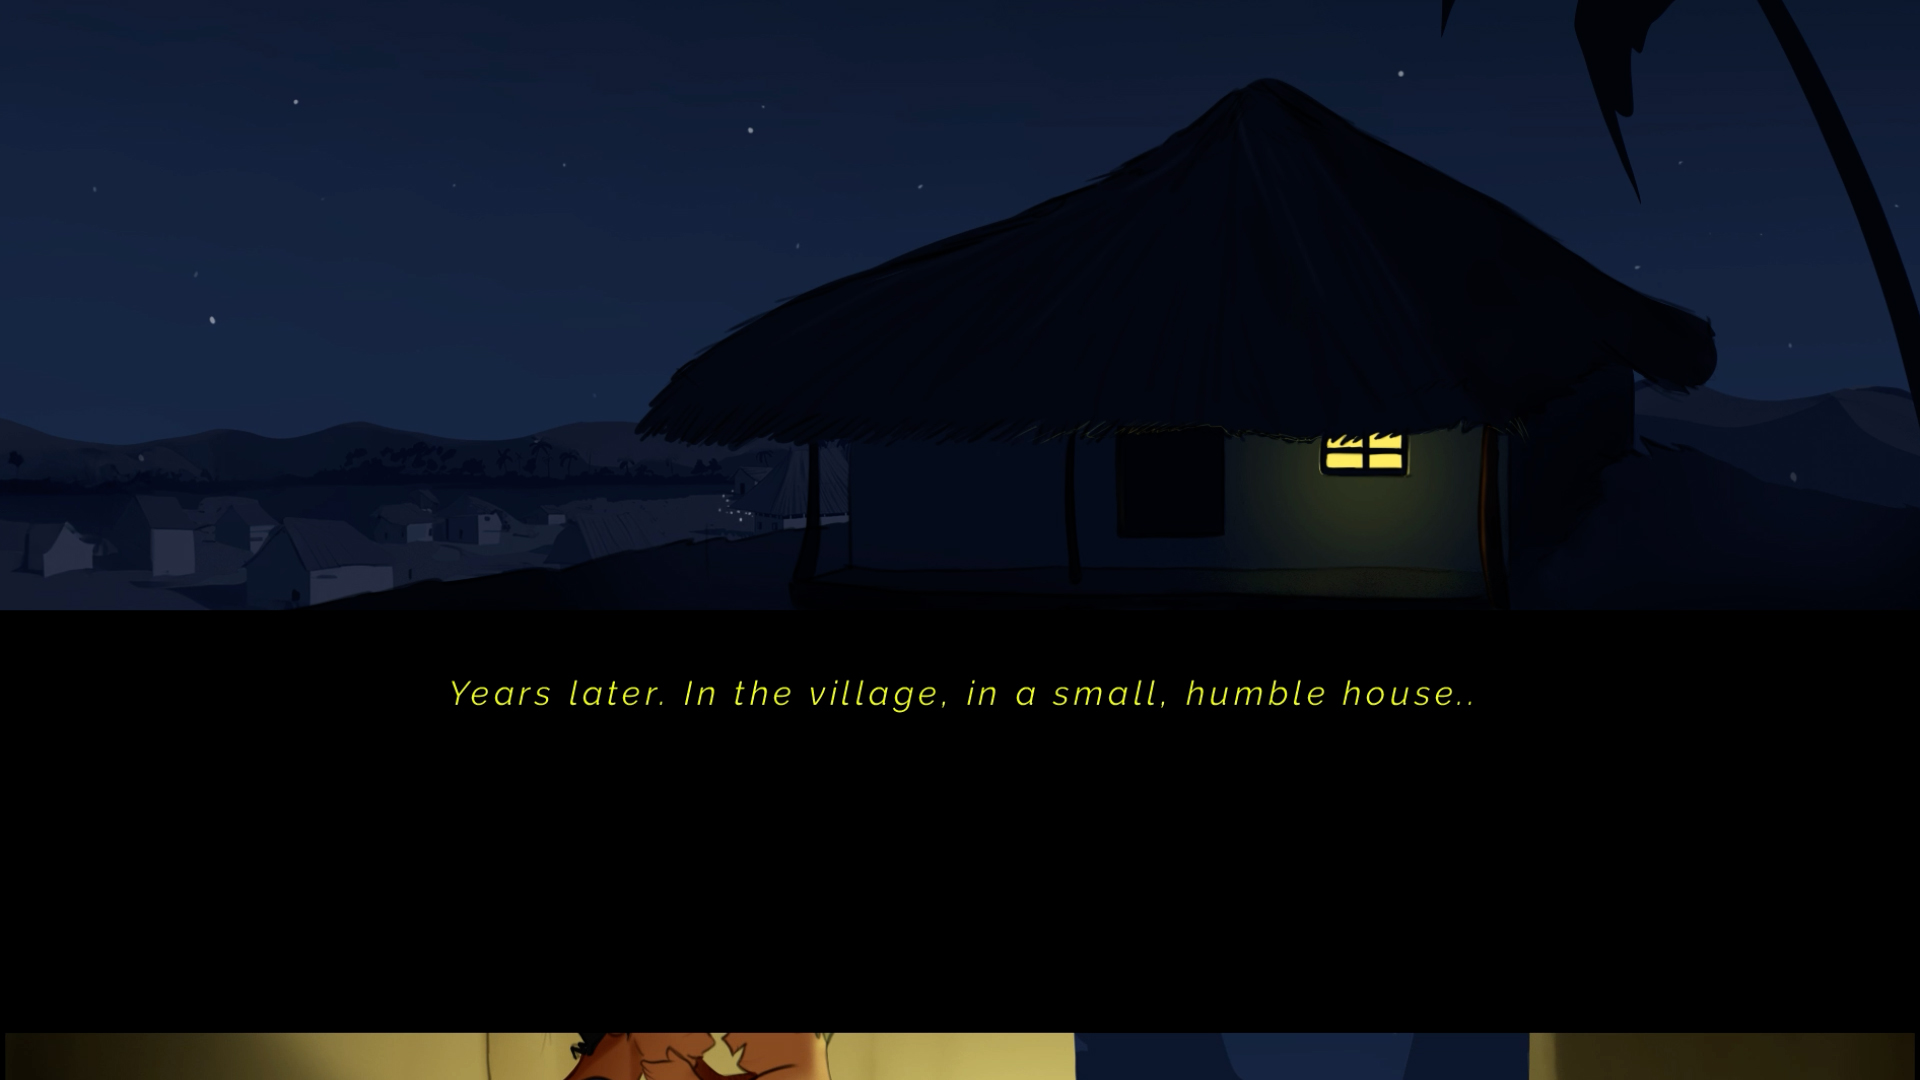 Years later. In the village, in a small, humble house..